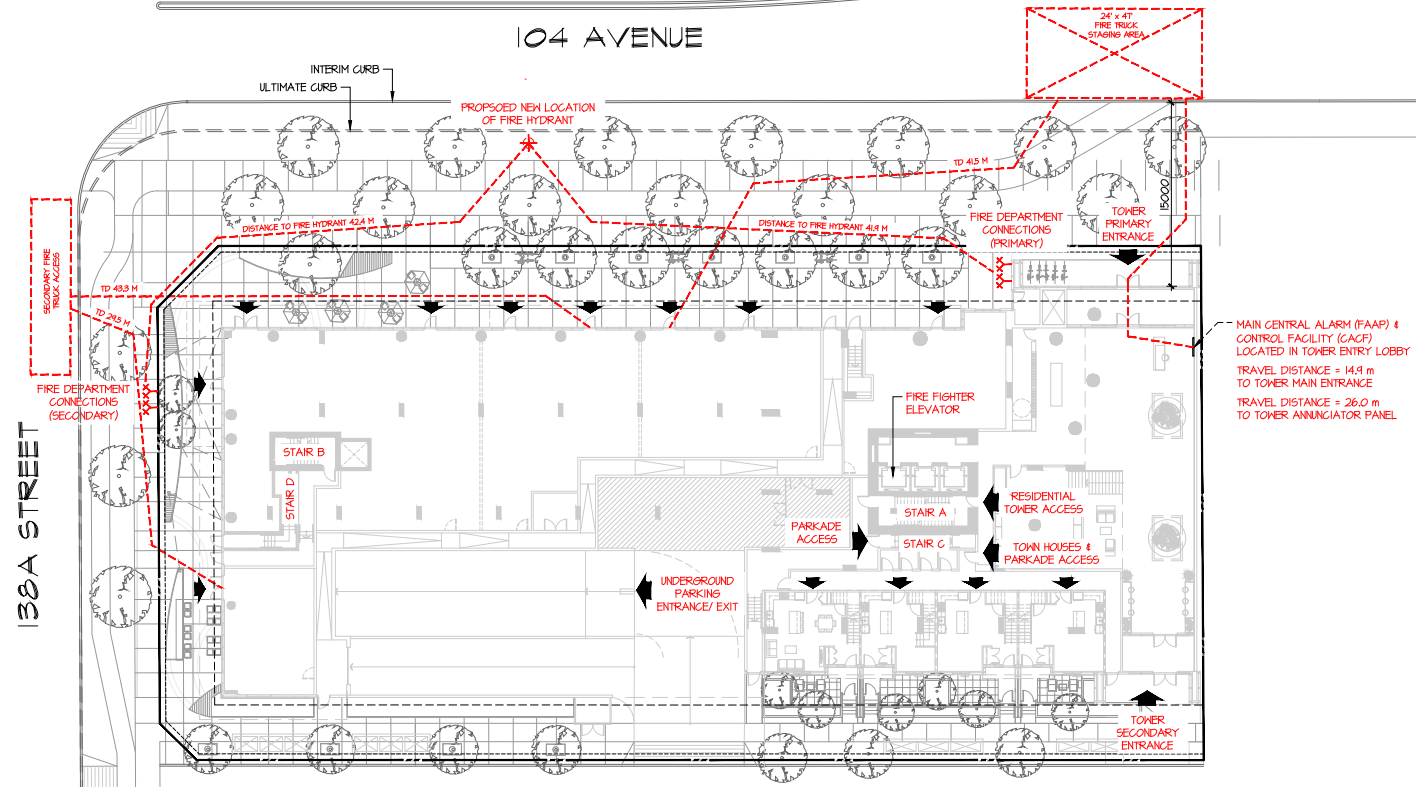 104 AVENUE
24' x 47'
FIRE TRUCK
STAGING AREA
INTERIM CURB
ULTIMATE CURB
PROPSOED NEW LOCATION
OF FIRE HYDRANT
TD 41.5 M
15000
SECONDARY FIRE
TRUCK ACCESS
DISTANCE TO FIRE HYDRANT 42.4 M
DISTANCE TO FIRE HYDRANT 41.9 M
FIRE DEPARTMENT
CONNECTIONS
(PRIMARY)
TOWER
PRIMARY
ENTRANCE
TD 43.3 M
TD 29.5 M
MAIN CENTRAL ALARM (FAAP) &
CONTROL FACILITY (CACF)
LOCATED IN TOWER ENTRY LOBBY
TRAVEL DISTANCE = 14.9 m
TO TOWER MAIN ENTRANCE
TRAVEL DISTANCE = 26.0 m
TO TOWER ANNUNCIATOR PANEL
FIRE DEPARTMENT
CONNECTIONS
(SECONDARY)
FIRE FIGHTER
ELEVATOR
138A STREET
STAIR B
STAIR D
STAIR A
RESIDENTIAL
TOWER ACCESS
PARKADE
ACCESS
STAIR C
TOWN HOUSES &
PARKADE ACCESS
UNDERGROUND
PARKING
ENTRANCE/ EXIT
TOWER
SECONDARY
ENTRANCE